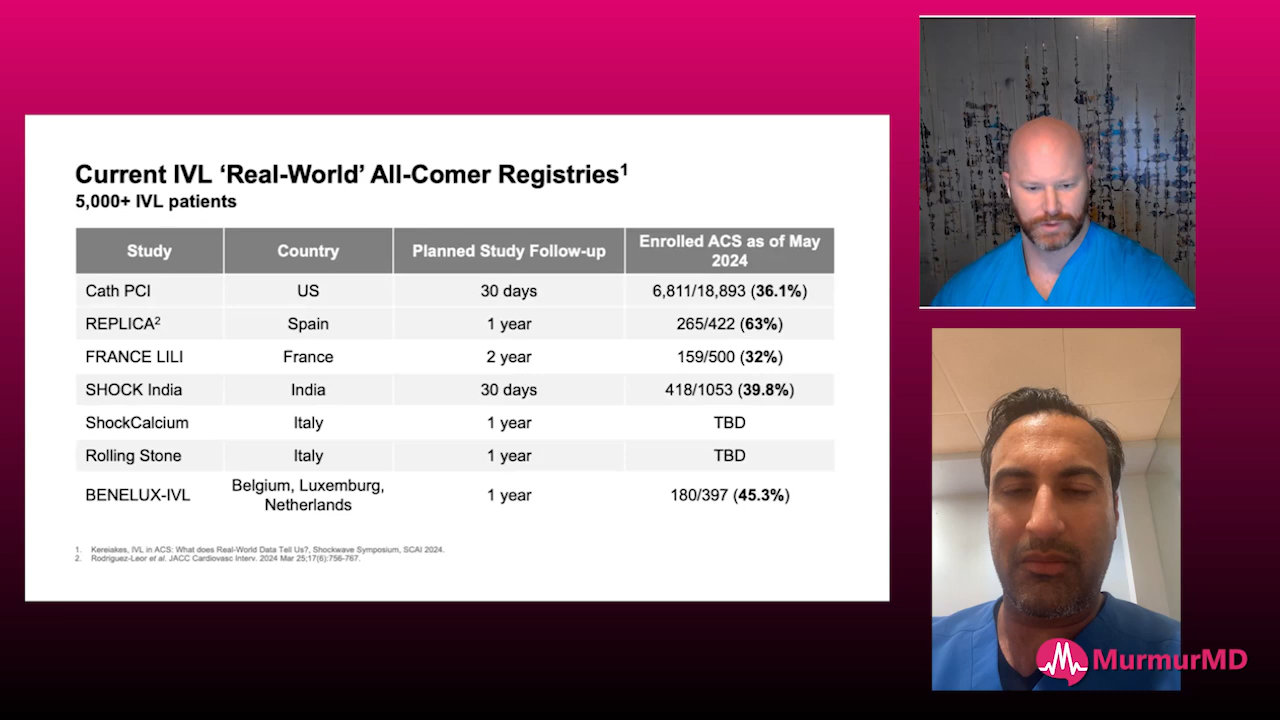 Current IVL ‘Real-World’ All-Comer Registries1
5,000+ IVL patients
Study Country Planned Study Follow-up Enrolled ACS as of May 2024
Cath PCI US 30 days 6,811/18,893 (36.1%)
REPLICA2 Spain 1 year 265/422 (63%)
FRANCE LILI France 2 year 159/500 (32%)
SHOCK India India 30 days 418/1053 (39.8%)
ShockCalcium Italy 1 year TBD
Rolling Stone Italy 1 year TBD
BENELUX-IVL Belgium, Luxemburg, Netherlands 1 year 180/397 (45.3%)
1. Kereiakes, IVL in ACS: What does Real-World Data Tell Us?, Shockwave Symposium, SCAI 2024.
2. Rodriguez-Leor et al. JACC Cardiovasc Interv. 2024 Mar 25;17(6):756-767.
MurmurMD